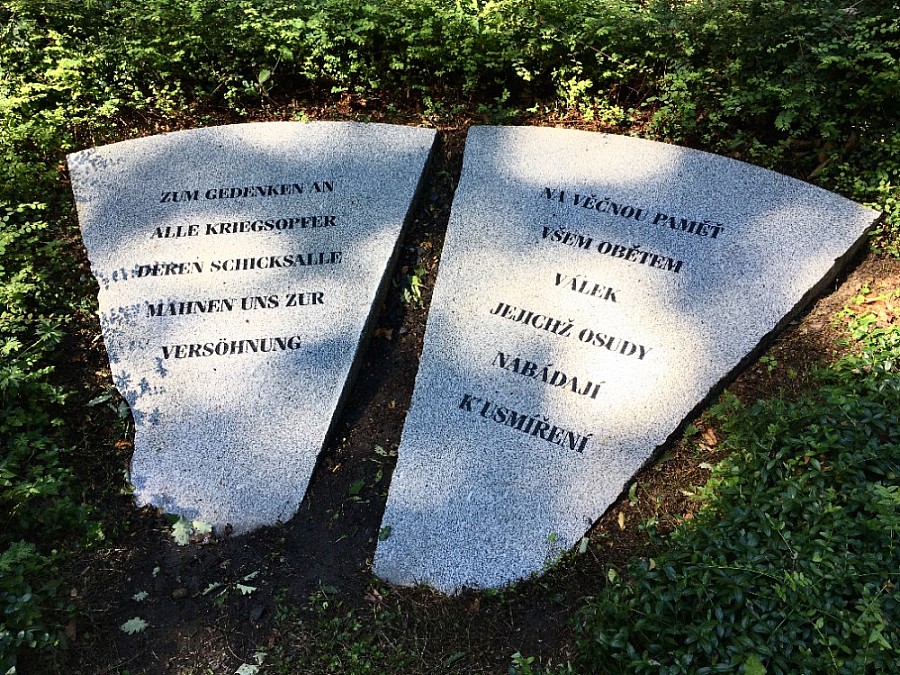 ZUM GEDENKEN AN
ALLE KRIEGSOPFER
DEREN SCHICKSALLE
MAHNEN UNS ZUR
VERSÖHNUNG
NA VĚČNOU PAMĚŤ
VŠEM OBĚTEM
VÁLEK
JEJICHŽ OSUDY
NABÁDAJÍ
K USMÍŘENÍ